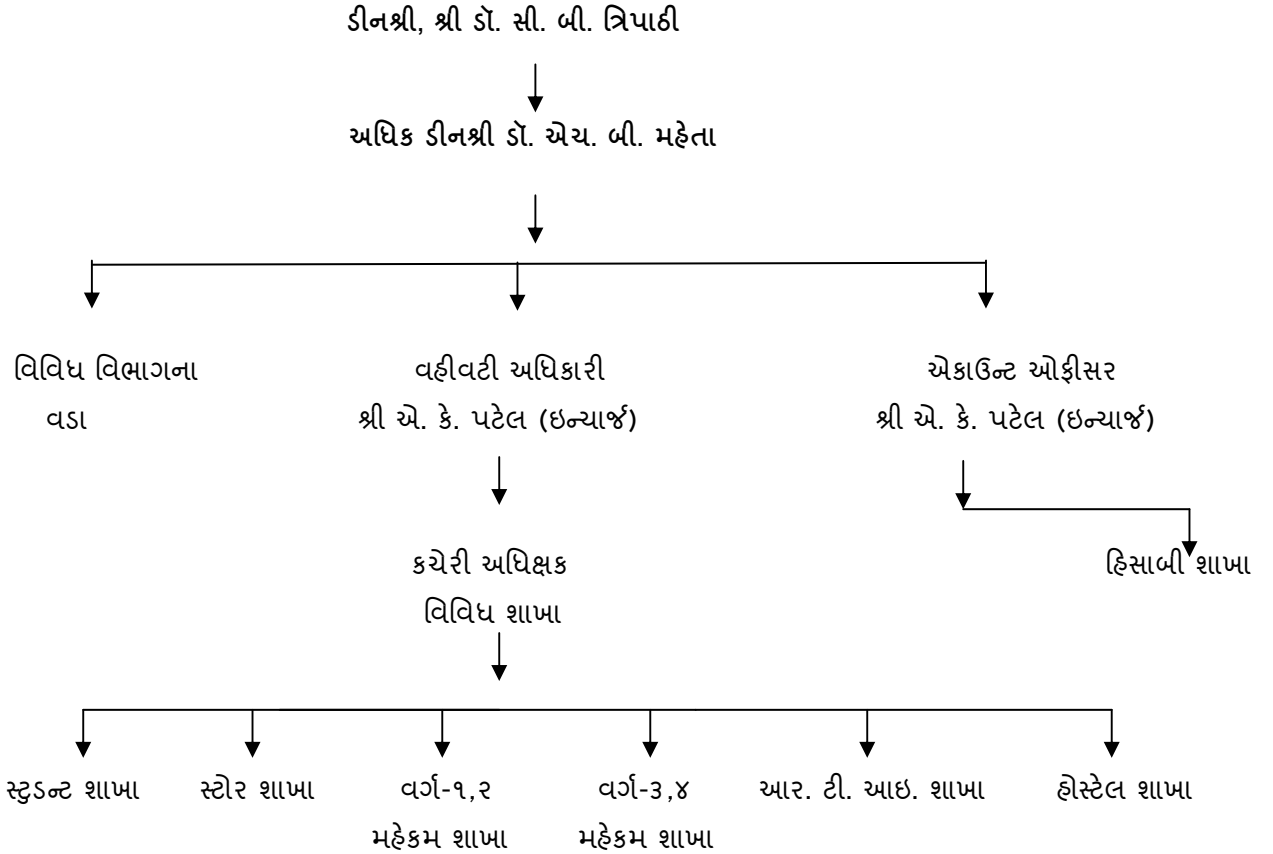 ડીનશ્રી, શ્રી ડૉ. સી. બી. ત્રિપાઠી
અધિક ડીનશ્રી ડૉ. એચ. બી. મહેતા
વિવિધ વિભાગના
વડા
વહીવટી અધિકારી
શ્રી એ. કે. પટેલ (ઇન્ચાર્જ)
એકાઉન્ટ ઓફીસર
શ્રી એ. કે. પટેલ (ઇન્ચાર્જ)
કચેરી અધિક્ષક
વિવિધ શાખા
હિસાબી શાખા
સ્ટુડન્ટ શાખા
સ્ટોર શાખા
વર્ગ-૧,૨
મહેકમ શાખા
વર્ગ-૩,૪
મહેકમ શાખા
આર. ટી. આઇ. શાખા
હોસ્ટેલ શાખા